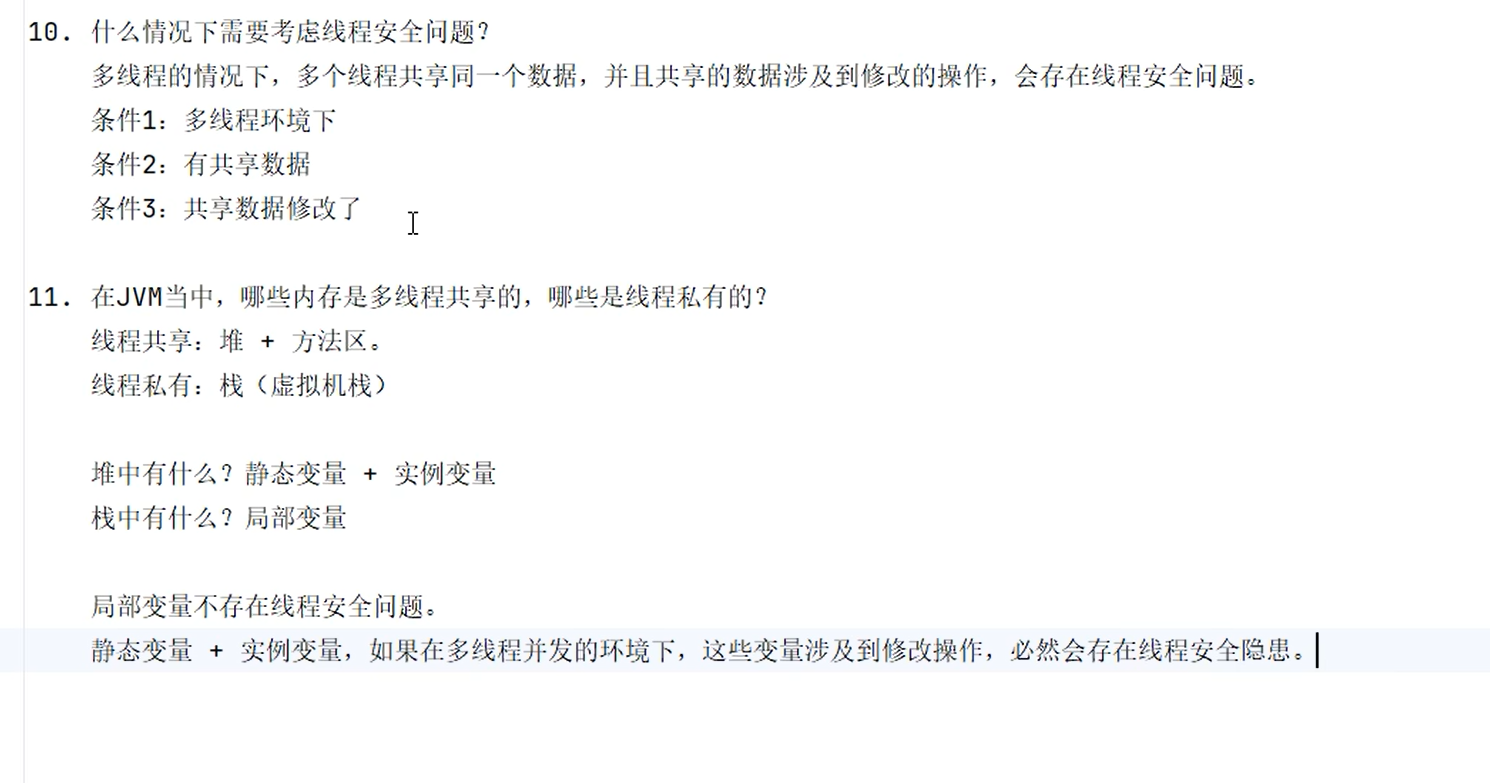 10. 什么情况下需要考虑线程安全问题?
多线程的情况下，多个线程共享同一个数据，并且共享的数据涉及到修改的操作，会存在线程安全问题。
条件1：多线程环境下
条件2：有共享数据
条件3：共享数据修改了
11. 在JVM当中，哪些内存是多线程共享的，哪些是线程私有的?
线程共享：堆 + 方法区。
线程私有：栈（虚拟机栈）
堆中有什么? 静态变量 + 实例变量
栈中有什么? 局部变量
局部变量不存在线程安全问题。
静态变量 + 实例变量，如果在多线程并发的环境下，这些变量涉及到修改操作，必然会存在线程安全隐患。